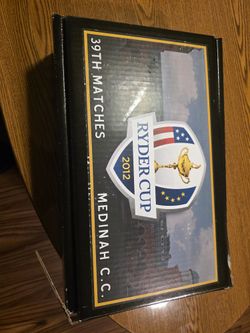 39TH MATCHES
RYDER CUP
2012
MEDINAH C.C.